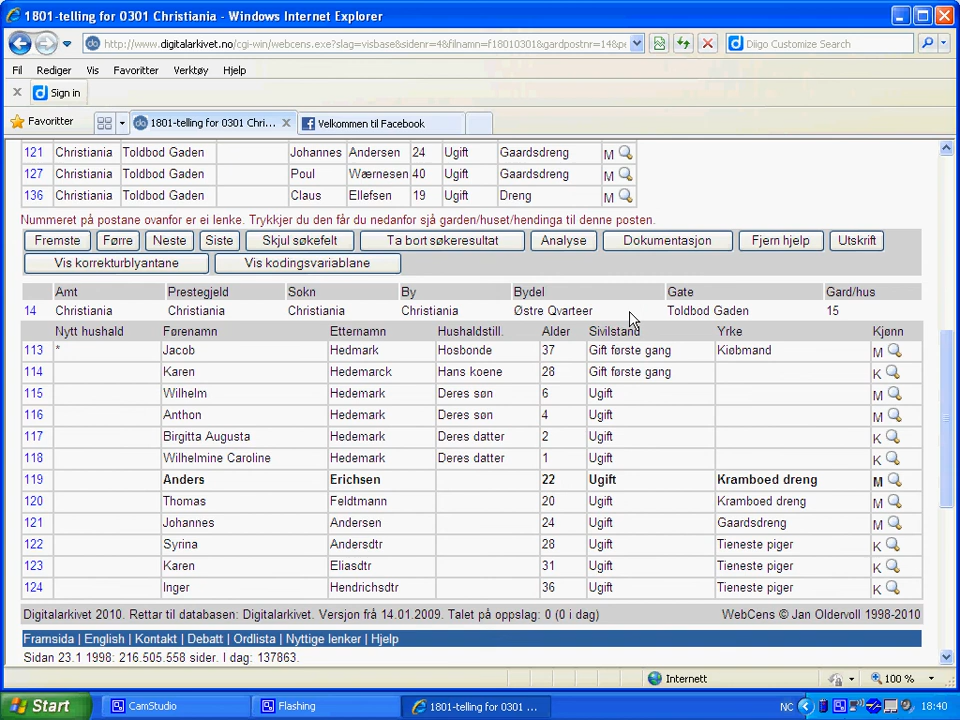 1801-telling for 0301 Christiania - Windows Internet Explorer
http://www.digitalarkivet.no/cgi-win/webcens.exe?slag=visbase&sidenr=4&filnamn=f18010301&gardpostnr=14&p
Diigo Customize Search
Fil Rediger Vis Favoritter Verktøy Hjelp
Sign in
Favoritter 1801-telling for 0301 Chri... Velkommen til Facebook
121 Christiania Toldbod Gaden Johannes Andersen 24 Ugift Gaardsdreng M
127 Christiania Toldbod Gaden Poul Wærnesen 40 Ugift Gaardsdreng M
136 Christiania Toldbod Gaden Claus Ellefsen 19 Ugift Dreng M
Nummeret på postane ovanfor er ei lenke. Trykkjer du den får du nedanfor sjå garden/huset/hendinga til denne posten.
Fremste Førre Neste Siste Skjul søkefelt Ta bort søkeresultat Analyse Dokumentasjon Fjern hjelp Utskrift
Vis korrekturblyantane Vis kodingsvariablane
Amt Prestegjeld Sokn By Bydel Gate Gard/hus
14 Christiania Christiania Christiania Christiania Østre Qvarteer Toldbod Gaden 15
Nytt hushald Førenamn Etternamn Hushaldstill. Alder Sivilstand Yrke Kjønn
113 * Jacob Hedmark Hosbonde 37 Gift første gang Kiøbmand M
114 Karen Hedemarck Hans koene 28 Gift første gang K
115 Wilhelm Hedemark Deres søn 6 Ugift M
116 Anthon Hedemark Deres søn 4 Ugift M
117 Birgitta Augusta Hedemark Deres datter 2 Ugift K
118 Wilhelmine Caroline Hedemark Deres datter 1 Ugift K
119 Anders Erichsen 22 Ugift Kramboed dreng M
120 Thomas Feldtmann 20 Ugift Kramboed dreng M
121 Johannes Andersen 24 Ugift Gaardsdreng M
122 Syrina Andersdtr 28 Ugift Tieneste piger K
123 Karen Eliasdtr 31 Ugift Tieneste piger K
124 Inger Hendrichsdtr 36 Ugift Tieneste piger K
Digitalarkivet 2010. Rettar til databasen: Digitalarkivet. Versjon frå 14.01.2009. Talet på oppslag: 0 (0 i dag) WebCens © Jan Oldervoll 1998-2010
Framsida | English | Kontakt | Debatt | Ordlista | Nyttige lenker | Hjelp
Sidan 23.1 1998: 216.505.558 sider. I dag: 137863.
Internett 100 %
Start CamStudio Flashing 1801-telling for 0301 ... NC 18:40